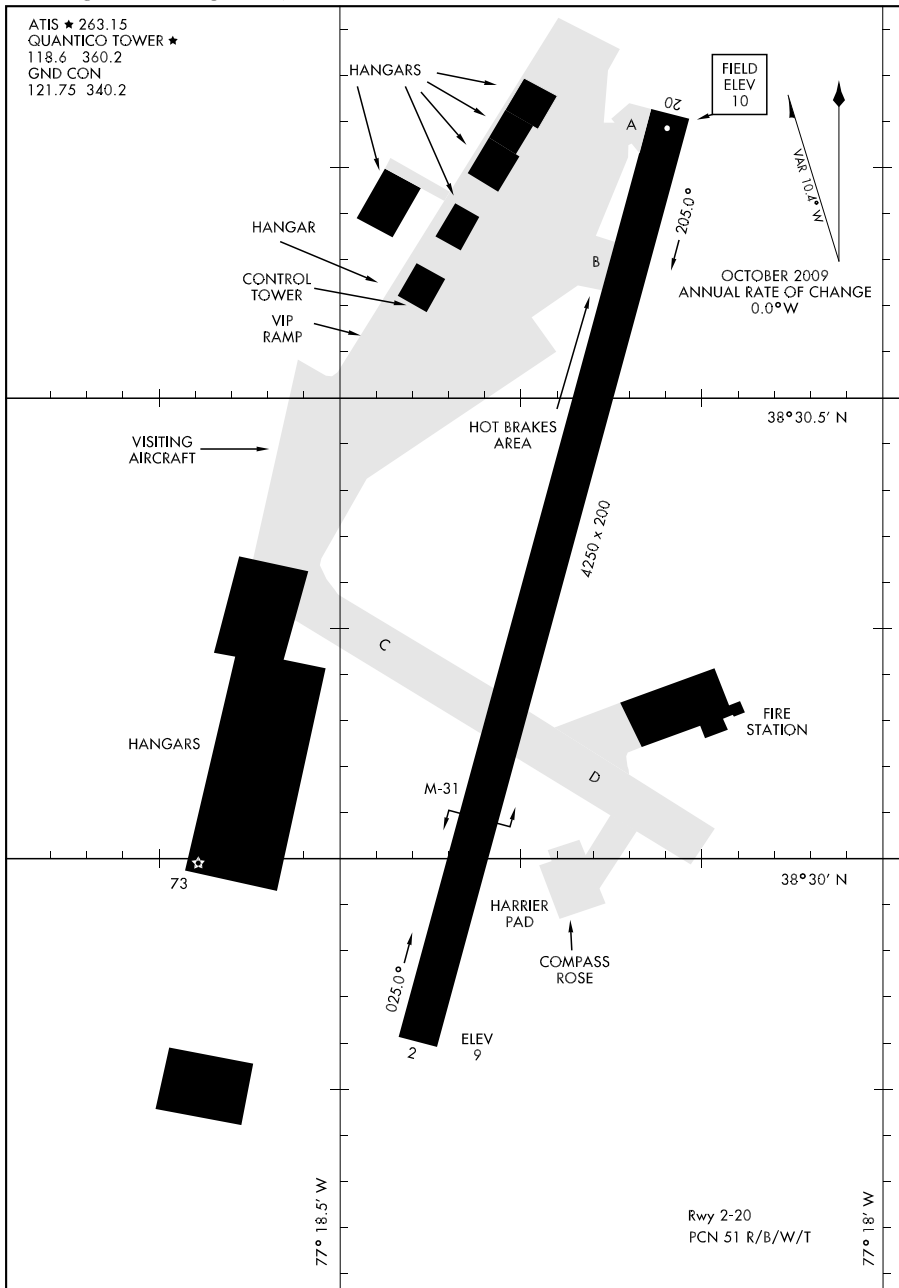 ATIS ★ 263.15
QUANTICO TOWER ★
118.6 360.2
GND CON
121.75 340.2
HANGARS
FIELD
ELEV
10
A
20
VAR 10.4° W
205.0°
HANGAR
B
CONTROL
TOWER
VIP
RAMP
OCTOBER 2009
ANNUAL RATE OF CHANGE
0.0° W
38° 30.5' N
HOT BRAKES
AREA
VISITING
AIRCRAFT
4250 x 200
C
FIRE
STATION
HANGARS
D
M-31
73
38° 30' N
HARRIER
PAD
COMPASS
ROSE
025.0°
2
ELEV
9
77° 18.5' W
77° 18' W
Rwy 2-20
PCN 51 R/B/W/T